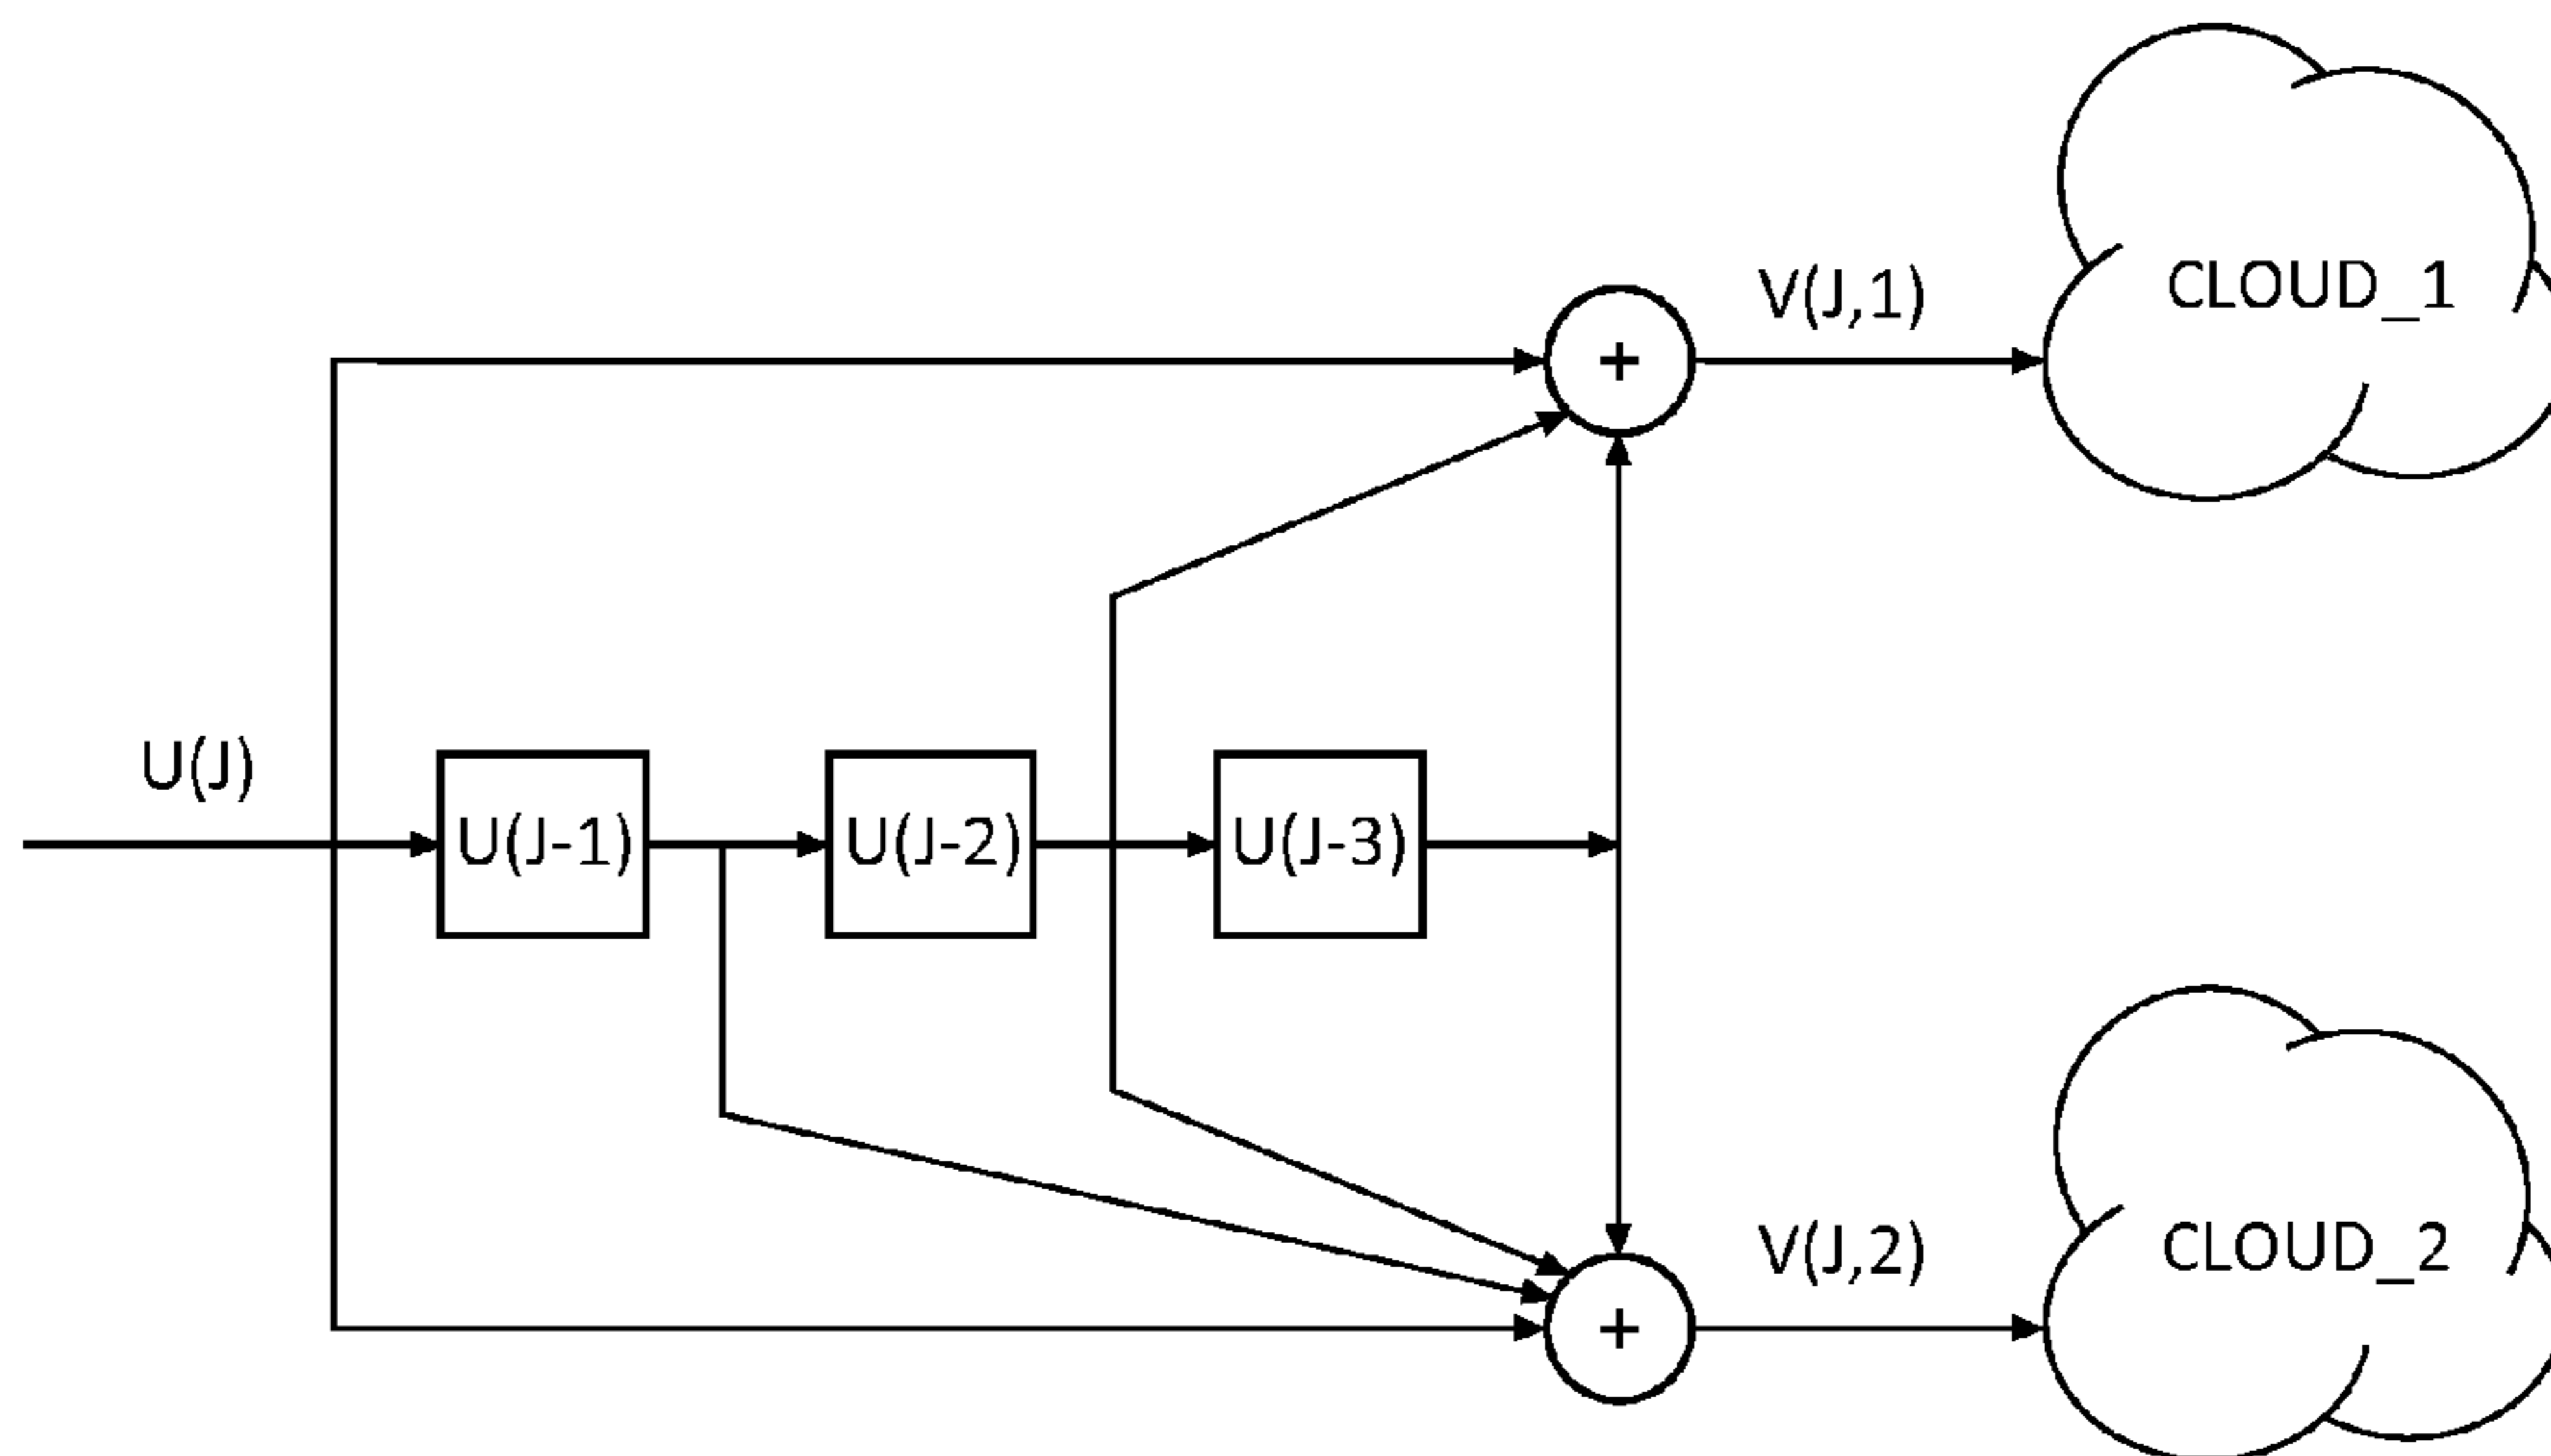 CLOUD_1
V(J,1)
+
U(J)
U(J-1)
U(J-2)
U(J-3)
CLOUD_2
V(J,2)
+